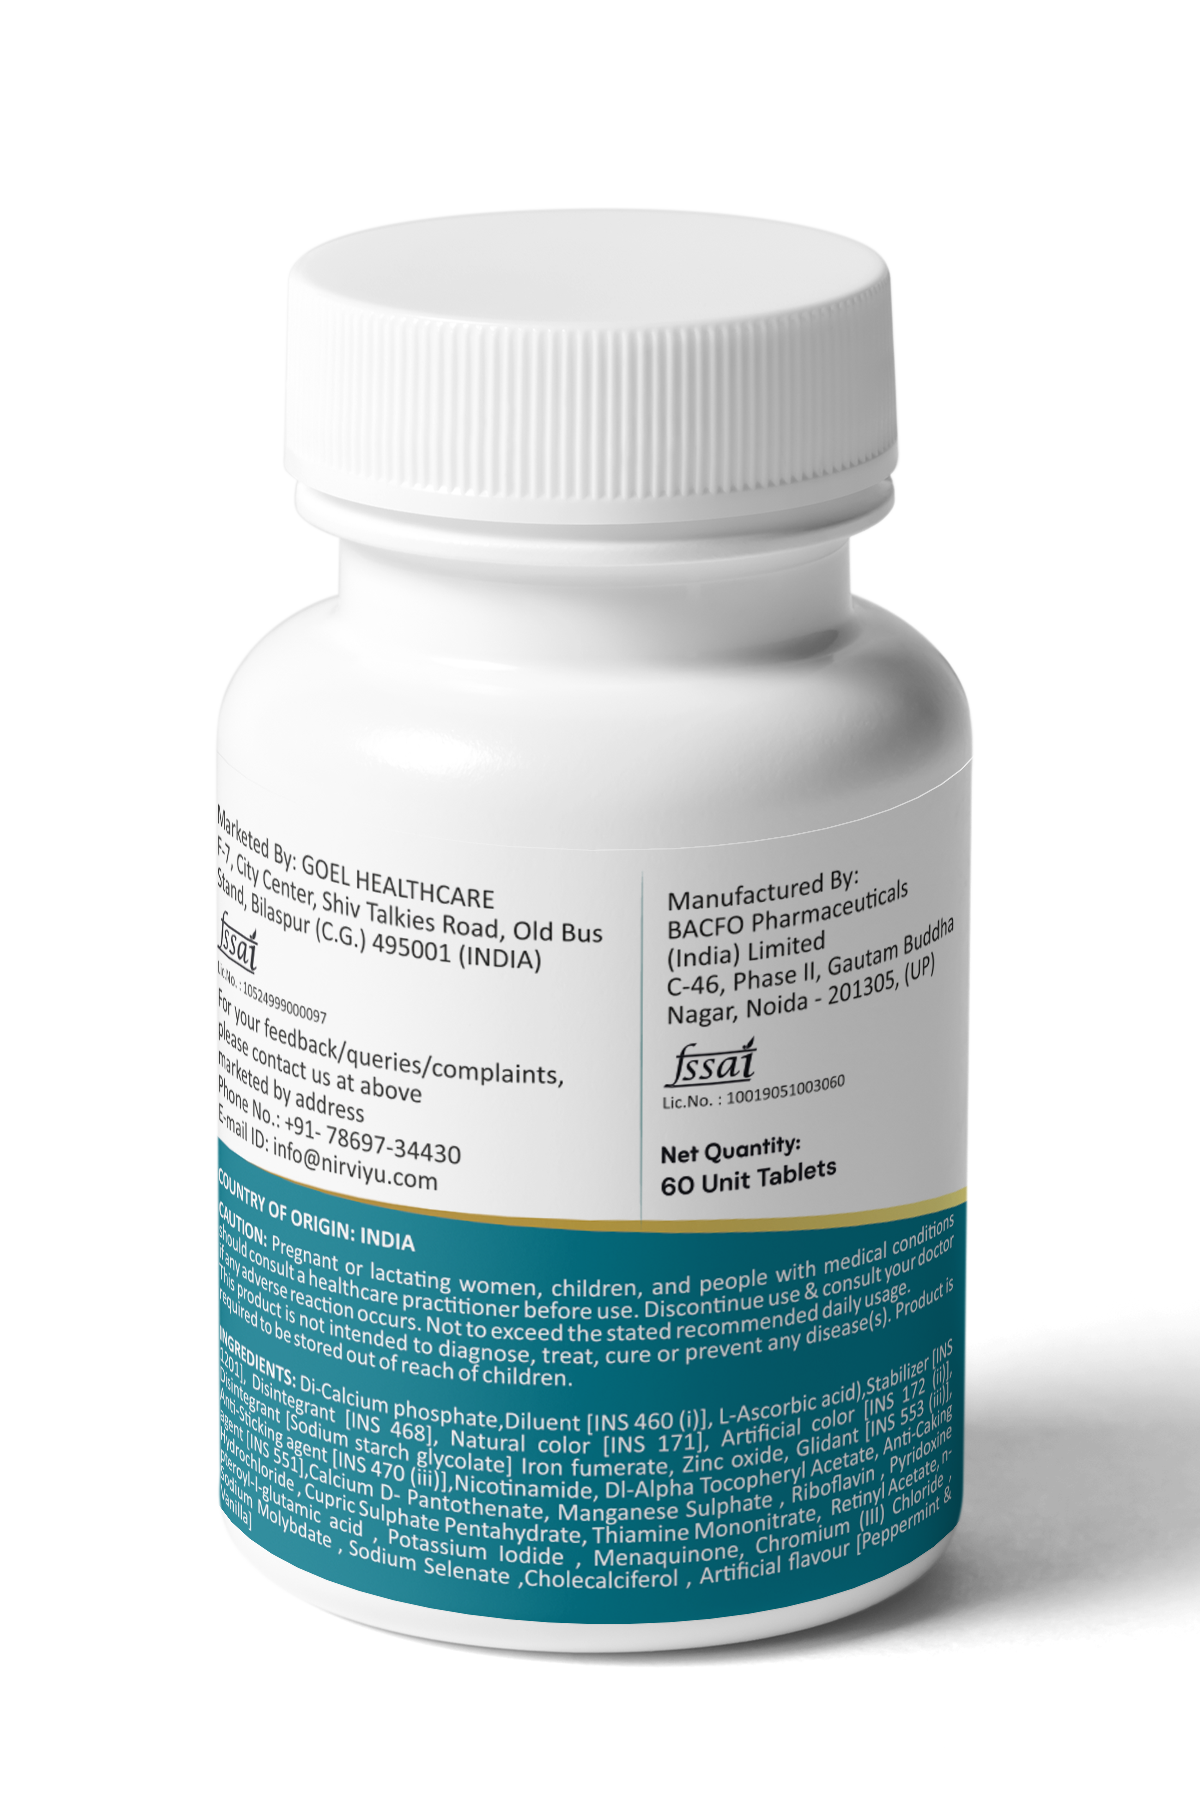 Marketed By: GOEL HEALTHCARE
F-7, City Center, Shiv Talkies Road, Old Bus
Stand, Bilaspur (C.G.) 495001 (INDIA)
fssai
Lic.No. : 10524999000097
For your feedback/queries/complaints,
please contact us at above
marketed by address
Phone No.: +91- 78697-34430
E-mail ID: info@nirviyu.com
Manufactured By:
BACFO Pharmaceuticals
(India) Limited
C-46, Phase II, Gautam Buddha
Nagar, Noida - 201305, (UP)
fssai
Lic.No. : 10019051003060
Net Quantity:
60 Unit Tablets
COUNTRY OF ORIGIN: INDIA
CAUTION: Pregnant or lactating women, children, and people with medical conditions
should consult a healthcare practitioner before use. Discontinue use & consult your doctor
if any adverse reaction occurs. Not to exceed the stated recommended daily usage.
This product is not intended to diagnose, treat, cure or prevent any disease(s). Product is
required to be stored out of reach of children.
INGREDIENTS: Di-Calcium phosphate,Diluent [INS 460 (i)], L-Ascorbic acid),Stabilizer [INS
1201], Disintegrant [INS 468], Natural color [INS 171], Artificial color [INS 172 (ii)],
Disintegrant [Sodium starch glycolate] Iron fumerate, Zinc oxide, Glidant [INS 553 (iii)],
Anti-Sticking agent [INS 470 (iii)],Nicotinamide, Dl-Alpha Tocopheryl Acetate, Anti-Caking
agent [INS 551],Calcium D- Pantothenate, Manganese Sulphate , Riboflavin , Pyridoxine
Hydrochloride , Cupric Sulphate Pentahydrate, Thiamine Mononitrate, Retinyl Acetate, n-
pteroyl-l-glutamic acid , Potassium Iodide , Menaquinone, Chromium (III) Chloride ,
Sodium Molybdate , Sodium Selenate ,Cholecalciferol , Artificial flavour [Peppermint &
Vanilla]